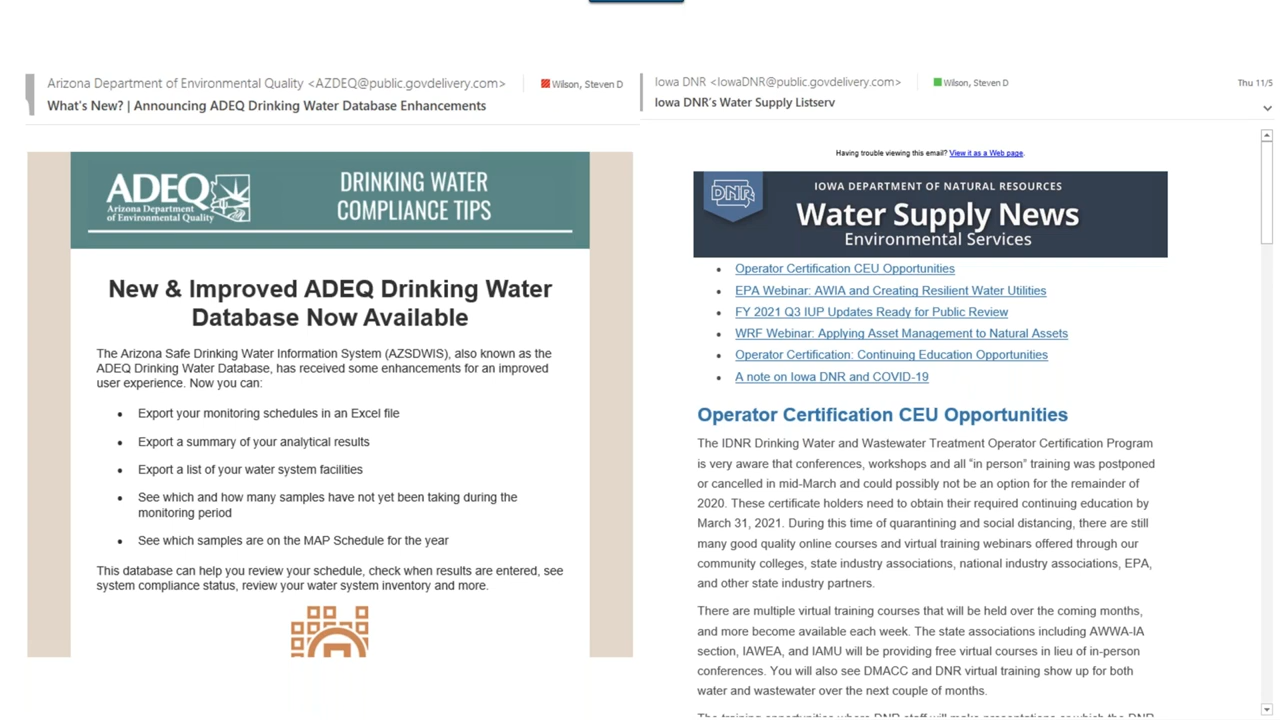 Arizona Department of Environmental Quality <AZDEQ@public.govdelivery.com>
Wilson, Steven D
What's New? | Announcing ADEQ Drinking Water Database Enhancements
ADEQ
Arizona Department
of Environmental Quality
DRINKING WATER
COMPLIANCE TIPS
New & Improved ADEQ Drinking Water
Database Now Available
The Arizona Safe Drinking Water Information System (AZSDWIS), also known as the
ADEQ Drinking Water Database, has received some enhancements for an improved
user experience. Now you can:
• Export your monitoring schedules in an Excel file
• Export a summary of your analytical results
• Export a list of your water system facilities
• See which and how many samples have not yet been taking during the
monitoring period
• See which samples are on the MAP Schedule for the year
This database can help you review your schedule, check when results are entered, see
system compliance status, review your water system inventory and more.
Iowa DNR <IowaDNR@public.govdelivery.com>
Wilson, Steven D
Thu 11/5
Iowa DNR's Water Supply Listserv
Having trouble viewing this email? View it as a Web page.
DNR
IOWA DEPARTMENT OF NATURAL RESOURCES
Water Supply News
Environmental Services
• Operator Certification CEU Opportunities
• EPA Webinar: AWIA and Creating Resilient Water Utilities
• FY 2021 Q3 IUP Updates Ready for Public Review
• WRF Webinar: Applying Asset Management to Natural Assets
• Operator Certification: Continuing Education Opportunities
• A note on Iowa DNR and COVID-19
Operator Certification CEU Opportunities
The IDNR Drinking Water and Wastewater Treatment Operator Certification Program
is very aware that conferences, workshops and all “in person” training was postponed
or cancelled in mid-March and could possibly not be an option for the remainder of
2020. These certificate holders need to obtain their required continuing education by
March 31, 2021. During this time of quarantining and social distancing, there are still
many good quality online courses and virtual training webinars offered through our
community colleges, state industry associations, national industry associations, EPA,
and other state industry partners.
There are multiple virtual training courses that will be held over the coming months,
and more become available each week. The state associations including AWWA-IA
section, IAWEA, and IAMU will be providing free virtual courses in lieu of in-person
conferences. You will also see DMACC and DNR virtual training show up for both
water and wastewater over the next couple of months.